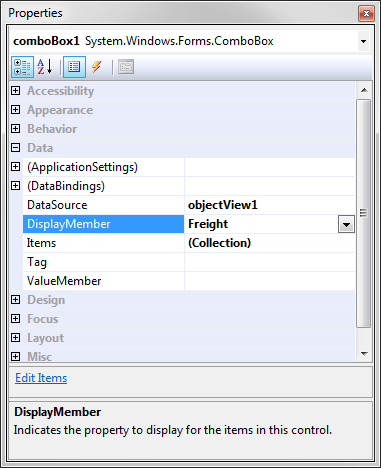 Properties
comboBox1 System.Windows.Forms.ComboBox
Accessibility
Appearance
Behavior
Data
(ApplicationSettings)
(DataBindings)
DataSource objectView1
DisplayMember Freight
Items (Collection)
Tag
ValueMember
Design
Focus
Layout
Misc
Edit Items
DisplayMember
Indicates the property to display for the items in this control.